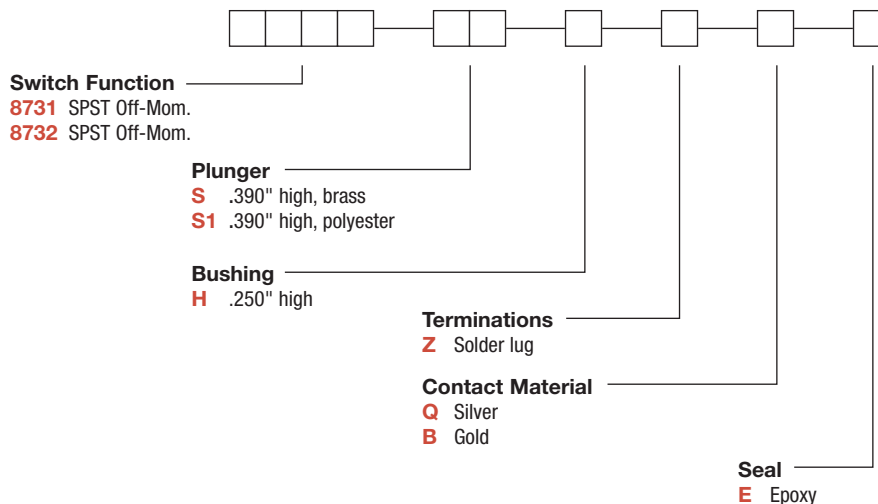 Switch Function
8731 SPST Off-Mom.
8732 SPST Off-Mom.
Plunger
S .390" high, brass
S1 .390" high, polyester
Bushing
H .250" high
Terminations
Z Solder lug
Contact Material
Q Silver
B Gold
Seal
E Epoxy